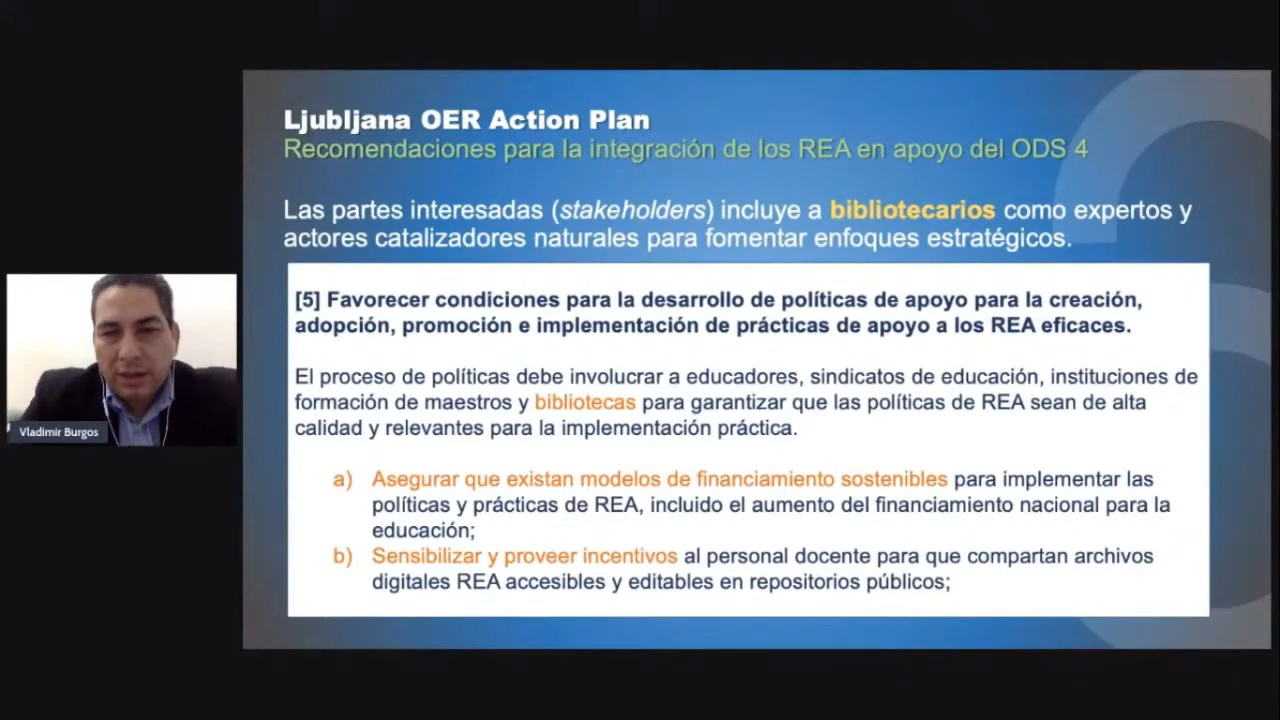 Ljubljana OER Action Plan
Recomendaciones para la integración de los REA en apoyo del ODS 4
Las partes interesadas (stakeholders) incluye a bibliotecarios como expertos y
actores catalizadores naturales para fomentar enfoques estratégicos.
[5] Favorecer condiciones para la desarrollo de políticas de apoyo para la creación,
adopción, promoción e implementación de prácticas de apoyo a los REA eficaces.
El proceso de políticas debe involucrar a educadores, sindicatos de educación, instituciones de
formación de maestros y bibliotecas para garantizar que las políticas de REA sean de alta
calidad y relevantes para la implementación práctica.
a) Asegurar que existan modelos de financiamiento sostenibles para implementar las
políticas y prácticas de REA, incluido el aumento del financiamiento nacional para la
educación;
b) Sensibilizar y proveer incentivos al personal docente para que compartan archivos
digitales REA accesibles y editables en repositorios públicos;
Vladimir Burgos